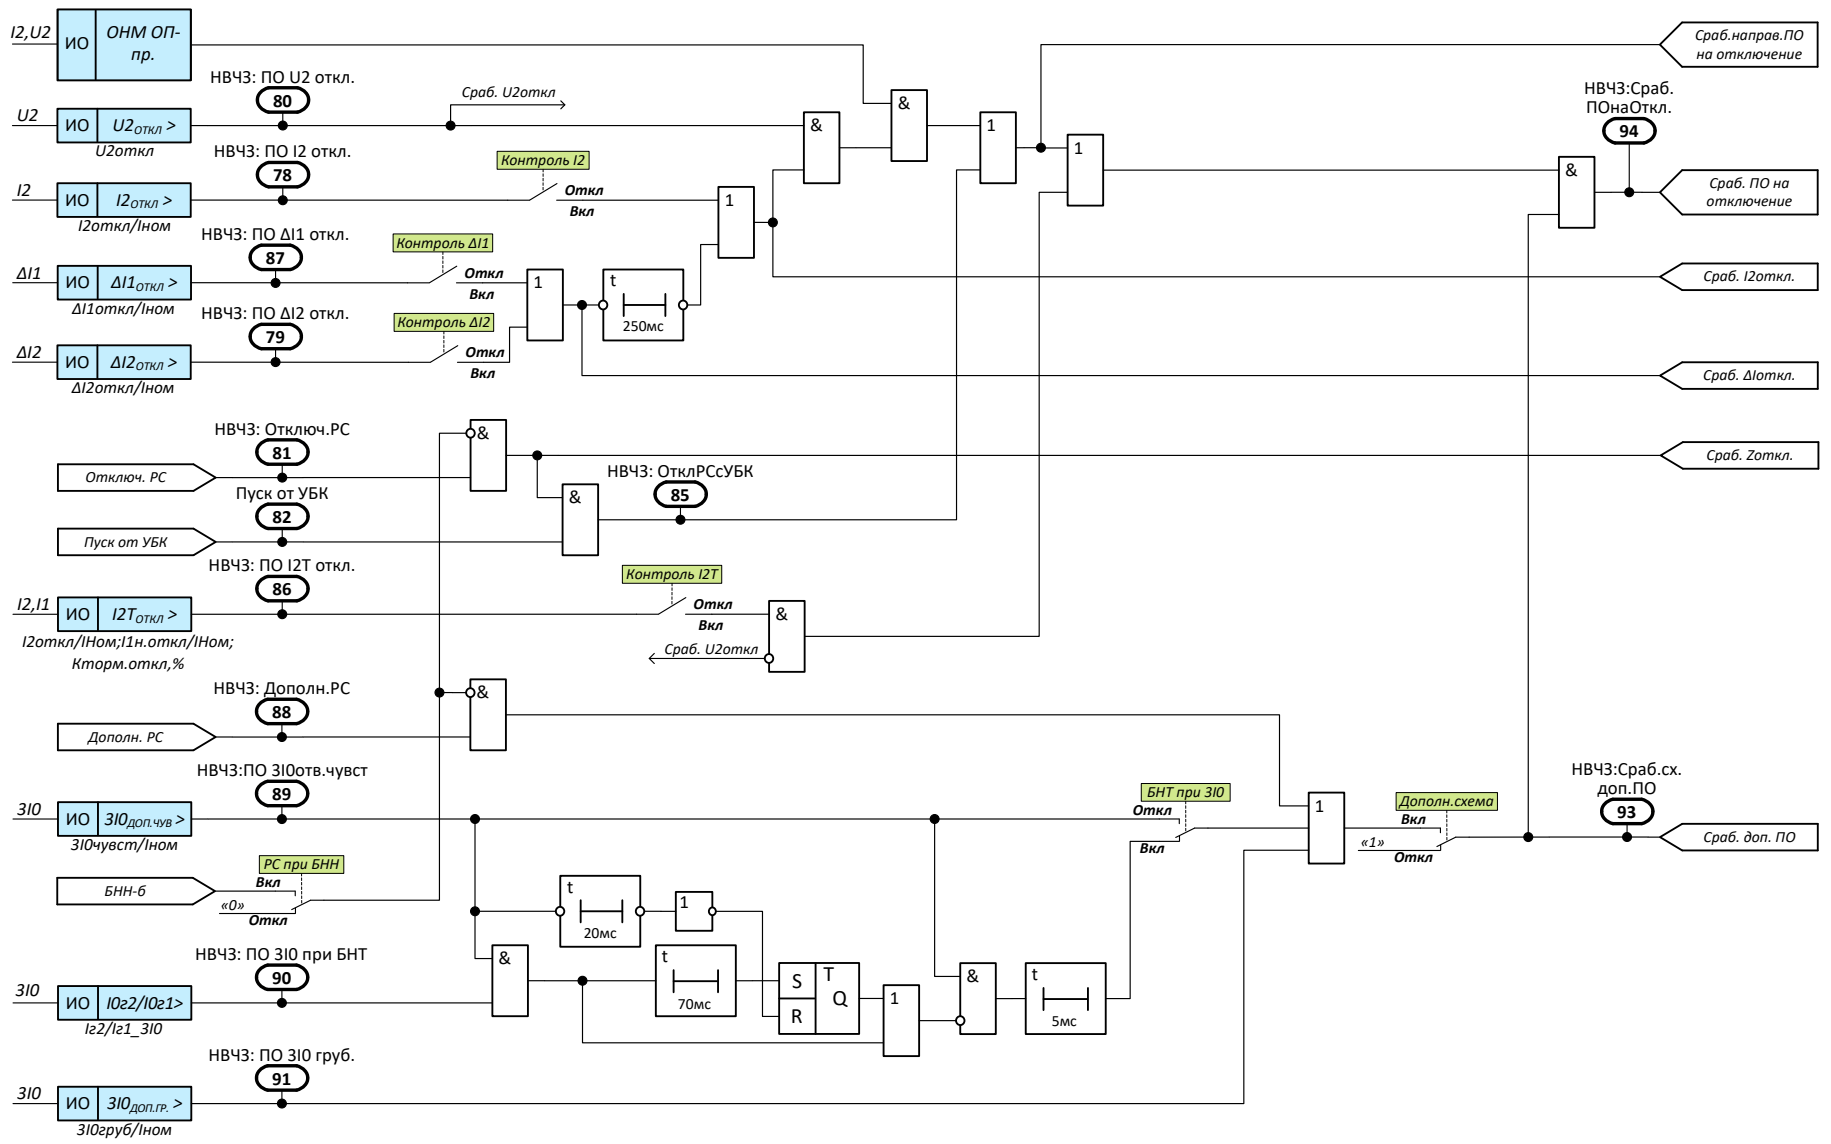 I2,U2
ИО
ОНМ ОП-
пр.
Сраб.направ.ПО
на отключение
НВЧЗ: ПО U2 откл.
80
Сраб. U2откл
U2
ИО
U2ОТКЛ >
U2откл
&
&
1
1
НВЧЗ:Сраб.
ПОнаОткл.
94
&
Сраб. ПО на
отключение
НВЧЗ: ПО I2 откл.
78
Контроль I2
Откл
Вкл
I2
ИО
I2ОТКЛ >
I2откл/Iном
1
НВЧЗ: ПО ΔI1 откл.
87
Контроль ΔI1
Откл
Вкл
ΔI1
ИО
ΔI1ОТКЛ >
ΔI1откл/Iном
1
t
250мс
Сраб. I2откл.
НВЧЗ: ПО ΔI2 откл.
79
Контроль ΔI2
Откл
Вкл
ΔI2
ИО
ΔI2ОТКЛ >
ΔI2откл/Iном
Сраб. ΔIоткл.
НВЧЗ: Отключ.РС
81
&
Отключ. РС
Сраб. Zоткл.
Пуск от УБК
82
Пуск от УБК
&
НВЧЗ: ОтклРСсУБК
85
НВЧЗ: ПО I2Т откл.
86
Контроль I2Т
Откл
Вкл
I2,I1
ИО
I2TОТКЛ >
I2откл/IНом;I1н.откл/IНом;
Кторм.откл,%
&
Сраб. U2откл
НВЧЗ: Дополн.РС
88
&
Дополн. РС
НВЧЗ:ПО 3I0отв.чувст
89
3I0
ИО
3I0ДОП.ЧУВ >
3I0чувст/Iном
БНТ при 3I0
Откл
Вкл
1
Дополн.схема
Вкл
«1»
Откл
НВЧЗ:Сраб.сх.
доп.ПО
93
Сраб. доп. ПО
БНН-б
РС при БНН
Вкл
«0»
Откл
t
20мс
1
НВЧЗ: ПО 3I0 при БНТ
90
3I0
ИО
I0г2/I0г1>
Iг2/Iг1_3I0
&
t
70мс
S
T
Q
R
1
&
t
5мс
НВЧЗ: ПО 3I0 груб.
91
3I0
ИО
3I0ДОП.ГР. >
3I0груб/Iном